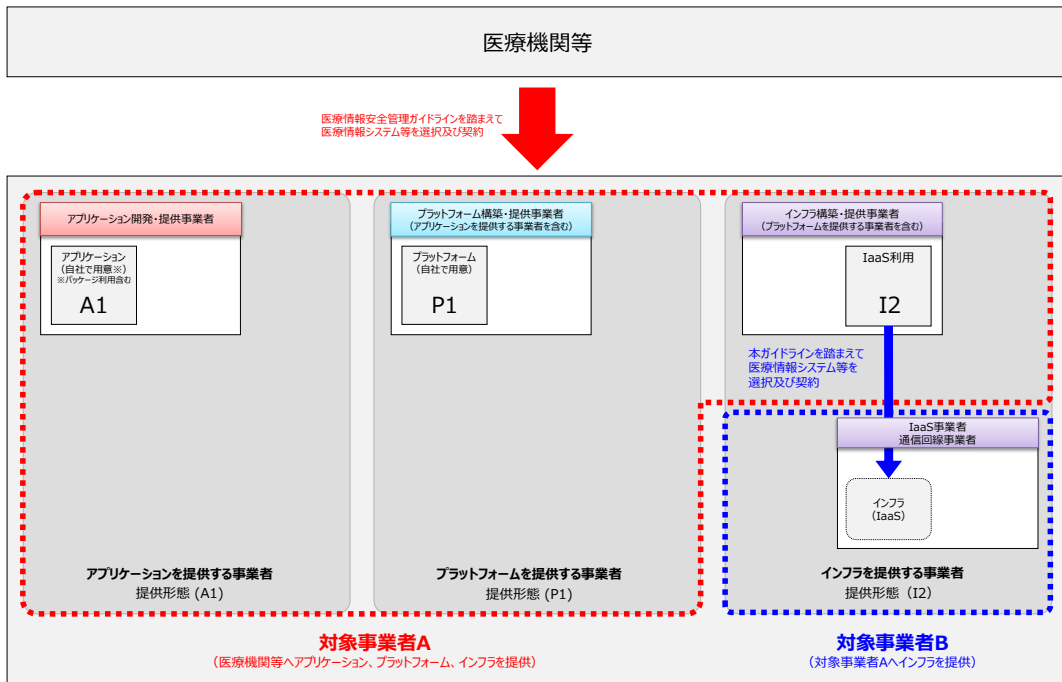 医療機関等
医療情報安全管理ガイドラインを踏まえて
医療情報システム等を選択及び契約
アプリケーション開発・提供事業者
アプリケーション
（自社で用意※）
※パッケージ利用含む
A1
プラットフォーム構築・提供事業者
（アプリケーションを提供する事業者を含む）
プラットフォーム
（自社で用意）
P1
インフラ構築・提供事業者
（プラットフォームを提供する事業者を含む）
IaaS利用
I2
本ガイドラインを踏まえて
医療情報システム等を
選択及び契約
IaaS事業者
通信回線事業者
インフラ
（IaaS）
アプリケーションを提供する事業者
提供形態 (A1)
プラットフォームを提供する事業者
提供形態 (P1)
インフラを提供する事業者
提供形態（I2）
対象事業者A
（医療機関等へアプリケーション、プラットフォーム、インフラを提供）
対象事業者B
（対象事業者Aへインフラを提供）